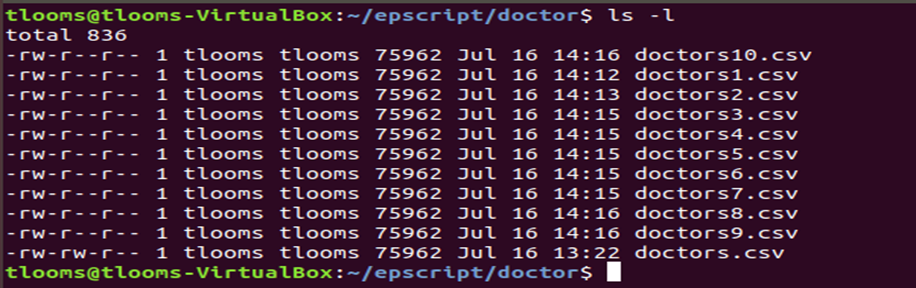 tlooms@tlooms-VirtualBox:~/epscript/doctor$ ls -l
total 836
-rw-r--r-- 1 tlooms tlooms 75962 Jul 16 14:16 doctors10.csv
-rw-r--r-- 1 tlooms tlooms 75962 Jul 16 14:12 doctors1.csv
-rw-r--r-- 1 tlooms tlooms 75962 Jul 16 14:13 doctors2.csv
-rw-r--r-- 1 tlooms tlooms 75962 Jul 16 14:15 doctors3.csv
-rw-r--r-- 1 tlooms tlooms 75962 Jul 16 14:15 doctors4.csv
-rw-r--r-- 1 tlooms tlooms 75962 Jul 16 14:15 doctors5.csv
-rw-r--r-- 1 tlooms tlooms 75962 Jul 16 14:15 doctors6.csv
-rw-r--r-- 1 tlooms tlooms 75962 Jul 16 14:15 doctors7.csv
-rw-r--r-- 1 tlooms tlooms 75962 Jul 16 14:16 doctors8.csv
-rw-r--r-- 1 tlooms tlooms 75962 Jul 16 14:16 doctors9.csv
-rw-rw-r-- 1 tlooms tlooms 75962 Jul 16 13:22 doctors.csv
tlooms@tlooms-VirtualBox:~/epscript/doctor$